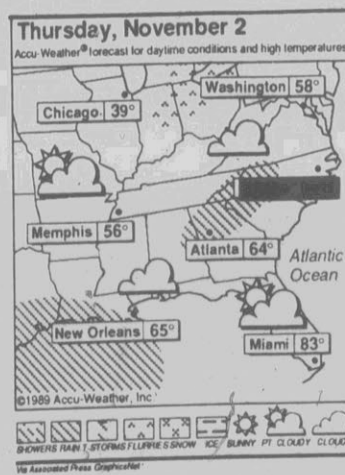 Thursday, November 2
Accu-Weather® forecast for daytime conditions and high temperatures
Washington 58°
Chicago 39°
Memphis 56°
Atlanta 64°
Atlantic
Ocean
New Orleans 65°
Miami 83°
©1989 Accu-Weather, Inc.
SHOWERS RAIN T-STORMS FLURRIES SNOW ICE SUNNY PT. CLOUDY CLOUDY
Via Associated Press GraphicsNet